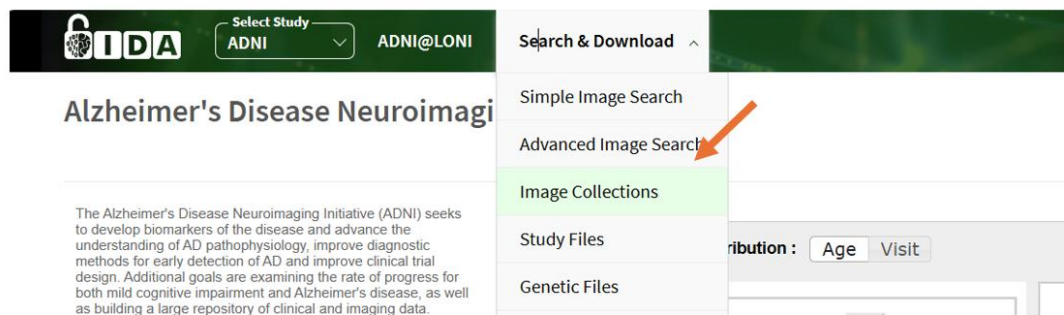 IDA
Select Study
ADNI
ADNI@LONI
Search & Download
Alzheimer's Disease Neuroimagi
Simple Image Search
Advanced Image Search
Image Collections
Study Files
Genetic Files
The Alzheimer's Disease Neuroimaging Initiative (ADNI) seeks
to develop biomarkers of the disease and advance the
understanding of AD pathophysiology, improve diagnostic
methods for early detection of AD and improve clinical trial
design. Additional goals are examining the rate of progress for
both mild cognitive impairment and Alzheimer's disease, as well
as building a large repository of clinical and imaging data.
ribution : Age Visit